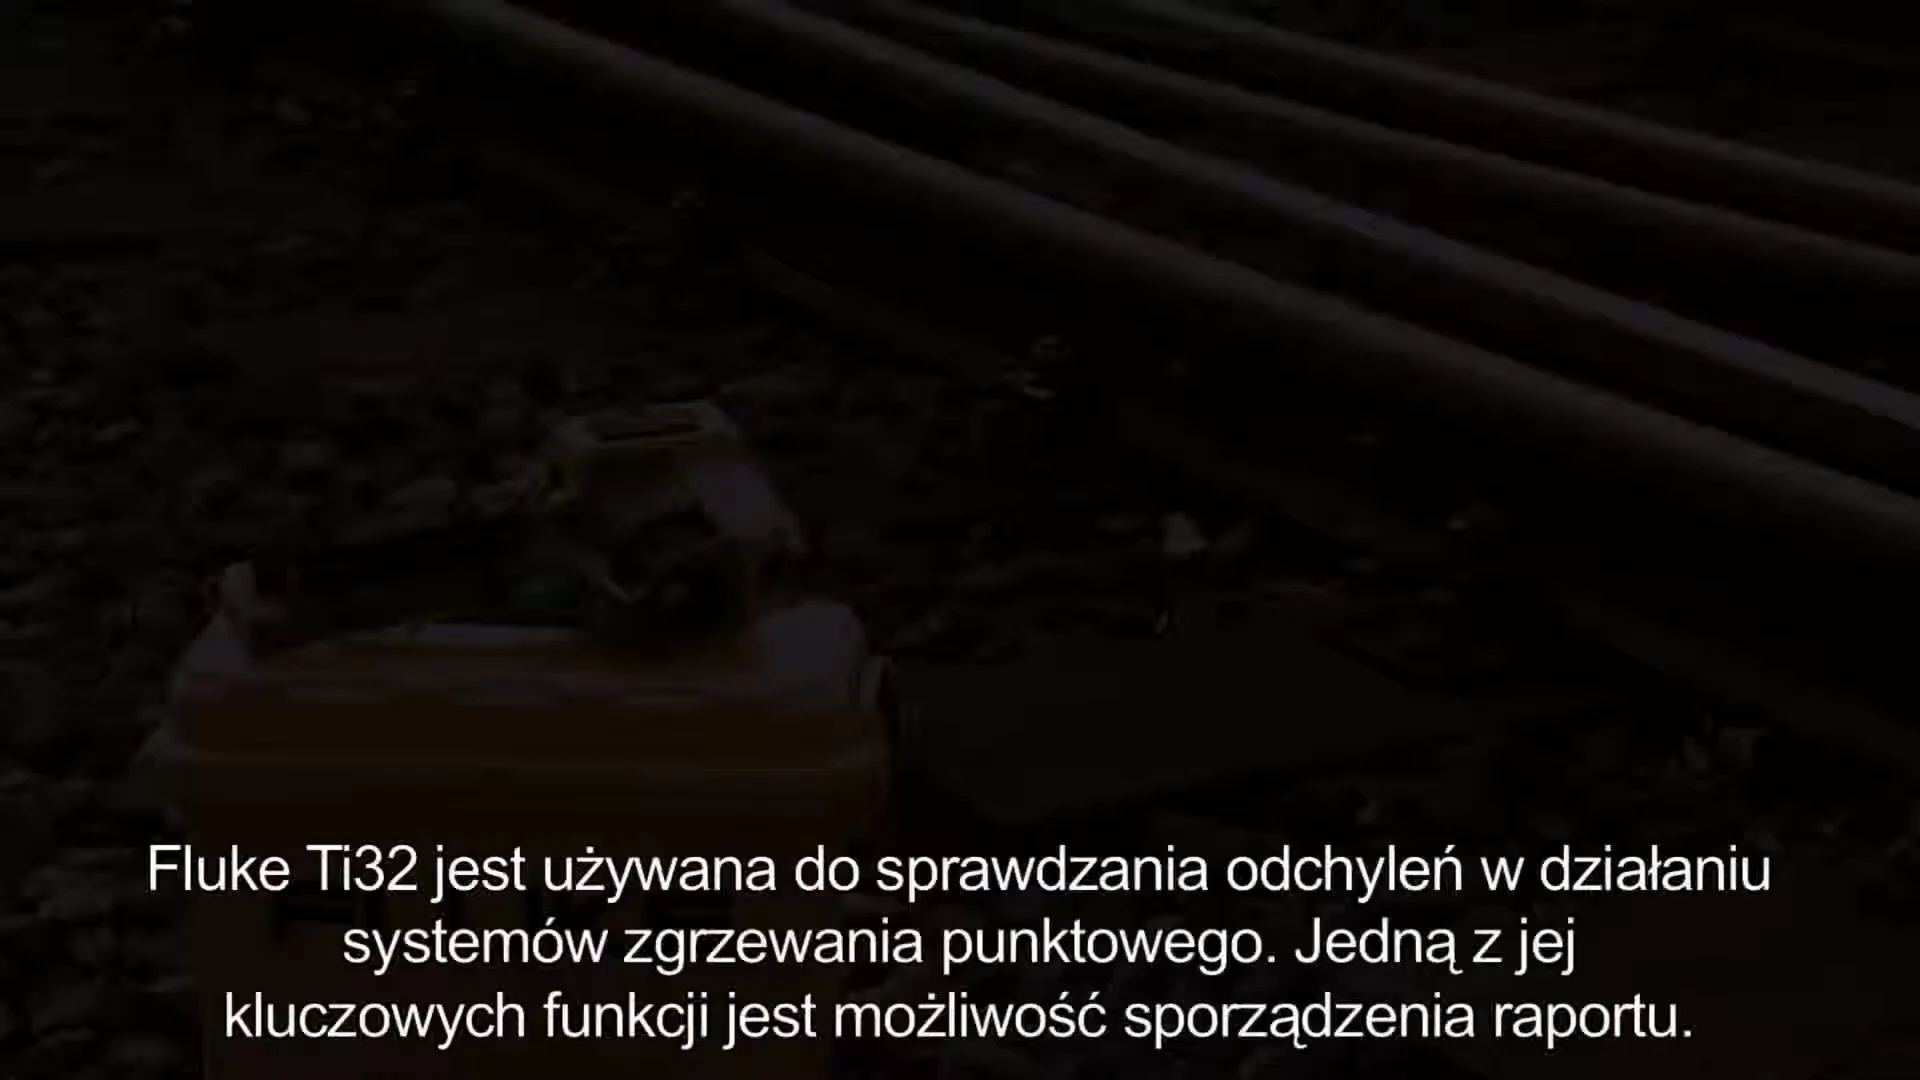 Fluke Ti32 jest używana do sprawdzania odchyleń w działaniu
systemów zgrzewania punktowego. Jedną z jej
kluczowych funkcji jest możliwość sporządzenia raportu.